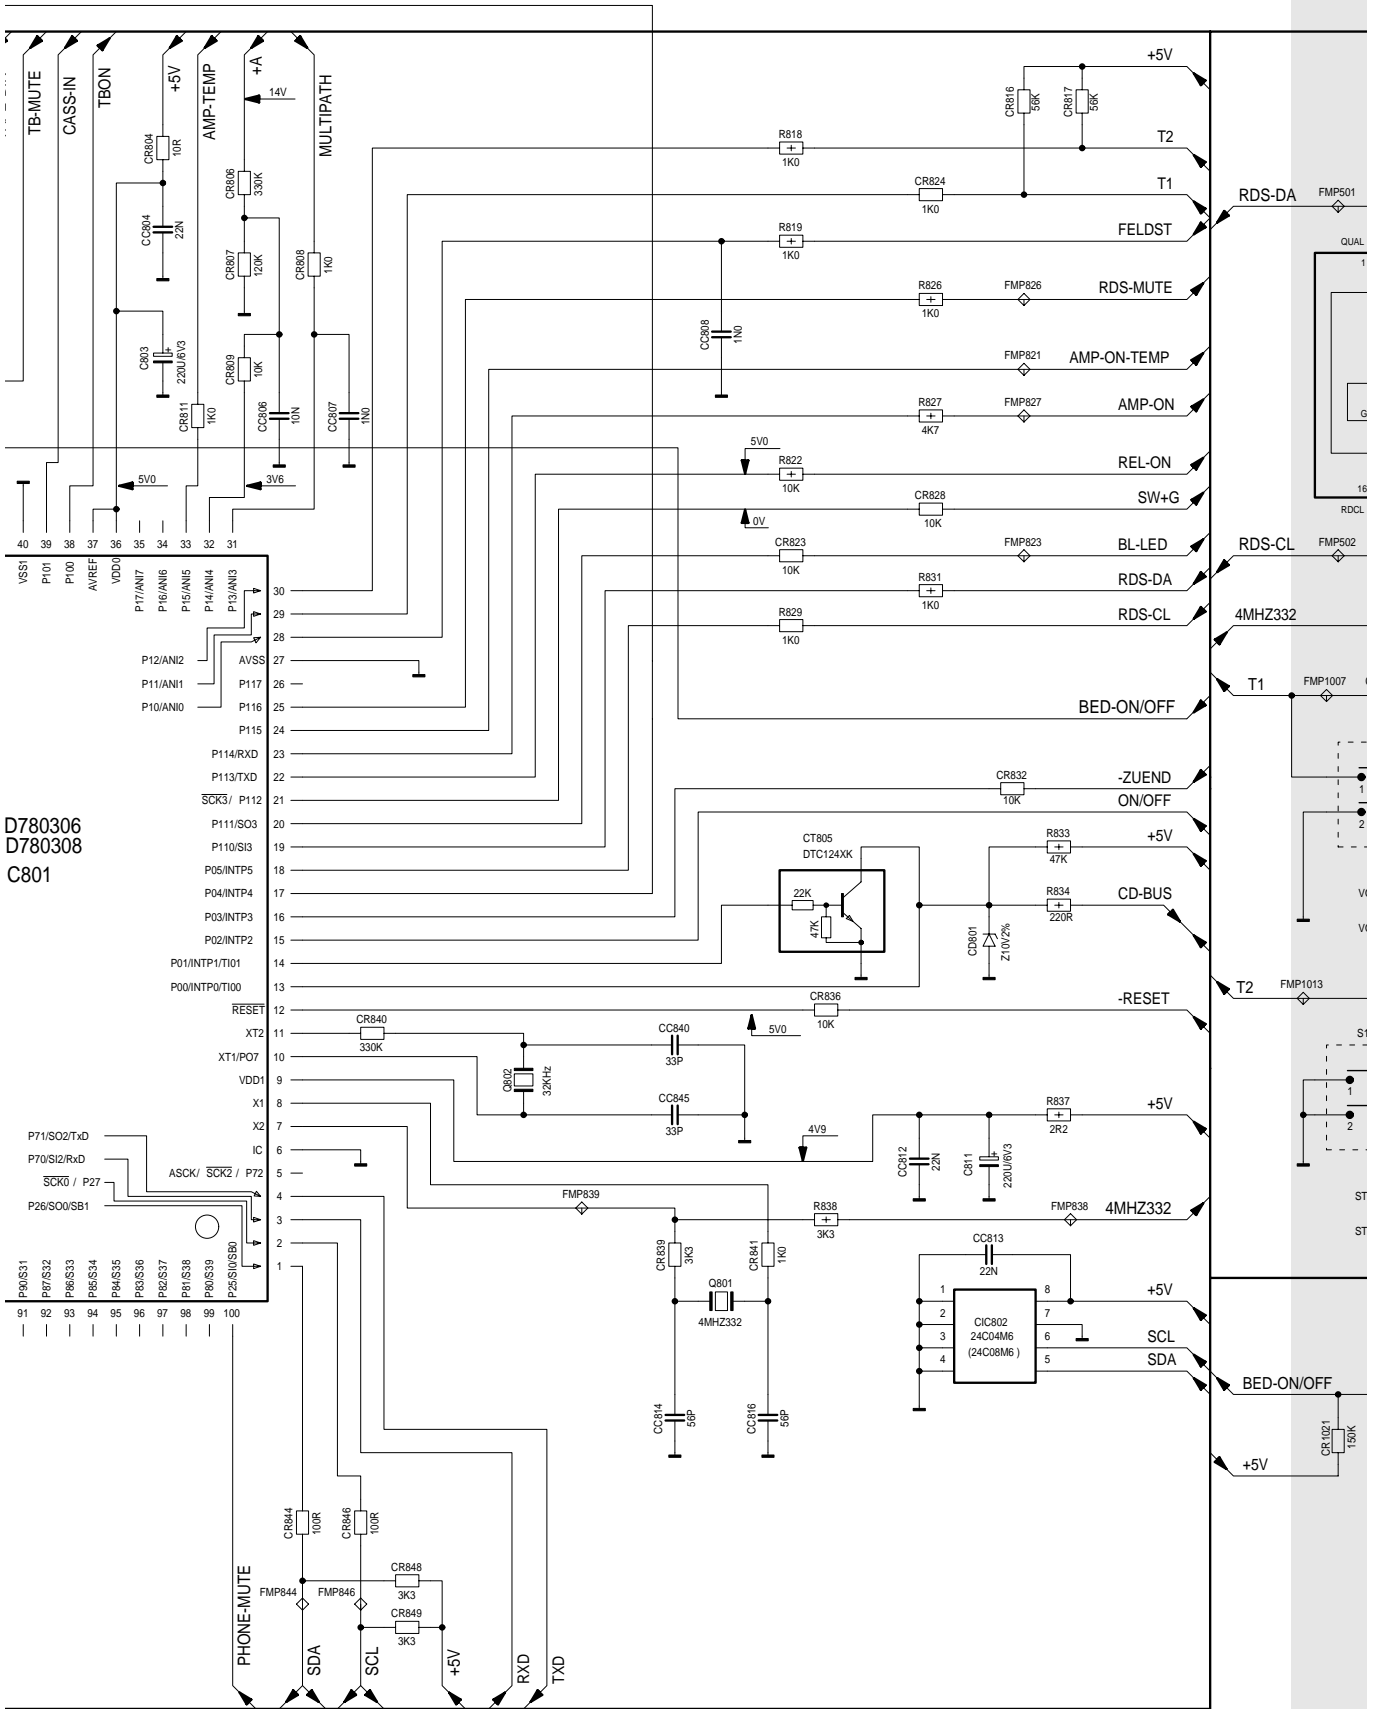 TB-MUTE
CASS-IN
TBON
+5V
AMP-TEMP
+A
14V
MULTIPATH
CR804
10R
CC804
22N
C803
220U/6V3
CR811
1K0
CR806
330K
CR807
120K
CR808
1K0
CR809
10K
CC806
10N
CC807
1N0
5V0
3V6
CR816
56K
CR817
56K
+5V
R818
1K0
T2
CR824
1K0
T1
R819
1K0
FELDST
CC808
1N0
R826
1K0
FMP826
RDS-MUTE
FMP821
AMP-ON-TEMP
R827
4K7
FMP827
AMP-ON
5V0
R822
10K
REL-ON
CR828
10K
SW+G
0V
CR823
10K
FMP823
BL-LED
R831
1K0
RDS-DA
R829
1K0
RDS-CL
BED-ON/OFF
CR832
10K
-ZUEND
ON/OFF
CT805
DTC124XK
22K
47K
R833
47K
+5V
R834
220R
CD-BUS
CD801
Z10V2%
CR836
10K
5V0
-RESET
40 39 38 37 36 35 34 33 32 31
VSS1
P101
P100
AVREF
VDD0
P17/ANI7
P16/ANI6
P15/ANI5
P14/ANI4
P13/ANI3
30
29
28
P12/ANI2
AVSS 27
P11/ANI1
P117 26
P10/ANI0
P116 25
P115 24
P114/RXD 23
P113/TXD 22
SCK3/ P112 21
P111/SO3 20
P110/SI3 19
P05/INTP5 18
P04/INTP4 17
P03/INTP3 16
P02/INTP2 15
P01/INTP1/TI01 14
P00/INTP0/TI00 13
RESET 12
XT2 11
XT1/PO7 10
VDD1 9
X1 8
X2 7
IC 6
ASCK/ SCK2 / P72 5
4
3
2
1
D780306
D780308
C801
P71/SO2/TxD
P70/SI2/RxD
SCK0 / P27
P26/SO0/SB1
P90/S31
P87/S32
P86/S33
P85/S34
P84/S35
P83/S36
P82/S37
P81/S38
P80/S39
P25/SI0/SB0
91 92 93 94 95 96 97 98 99 100
CR840
330K
Q802
32KHz
CC840
33P
CC845
33P
4V9
CC812
22N
C811
220U/6V3
R837
2R2
+5V
FMP839
R838
3K3
FMP838
4MHZ332
CR839
3K3
CR841
1K0
Q801
4MHZ332
CC814
56P
CC816
56P
CC813
22N
CIC802
24C04M6
(24C08M6 )
1
2
3
4
8
7
6
5
+5V
SCL
SDA
CR844
100R
CR846
100R
CR848
3K3
CR849
3K3
FMP844
FMP846
PHONE-MUTE
SDA
SCL
+5V
RXD
TXD
RDS-DA
FMP501
QUAL
1
G
16
RDCL
RDS-CL
FMP502
4MHZ332
T1
FMP1007
1
2
T2
FMP1013
S1
1
2
ST
ST
BED-ON/OFF
CR1021
150K
+5V